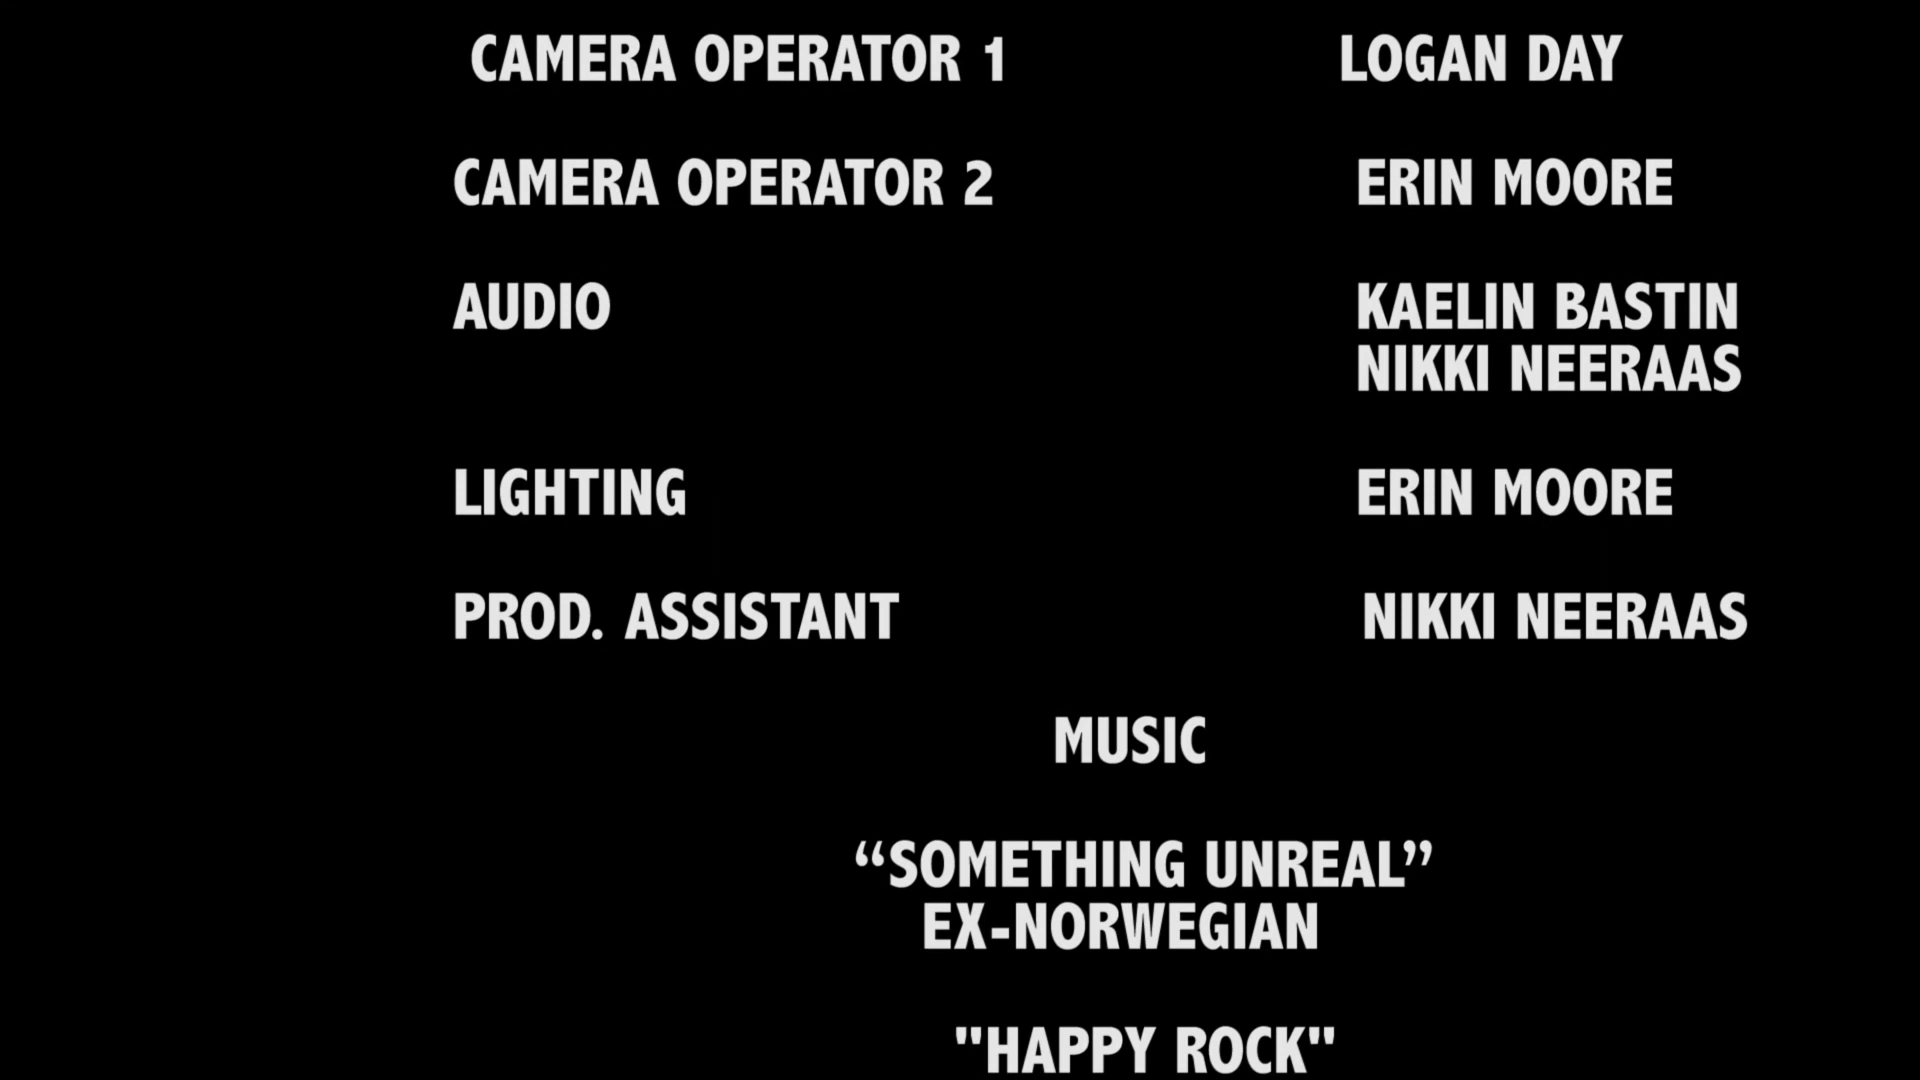 CAMERA OPERATOR 1 LOGAN DAY
CAMERA OPERATOR 2 ERIN MOORE
AUDIO KAELIN BASTIN
NIKKI NEERAAS
LIGHTING ERIN MOORE
PROD. ASSISTANT NIKKI NEERAAS
MUSIC
“SOMETHING UNREAL”
EX-NORWEGIAN
"HAPPY ROCK"